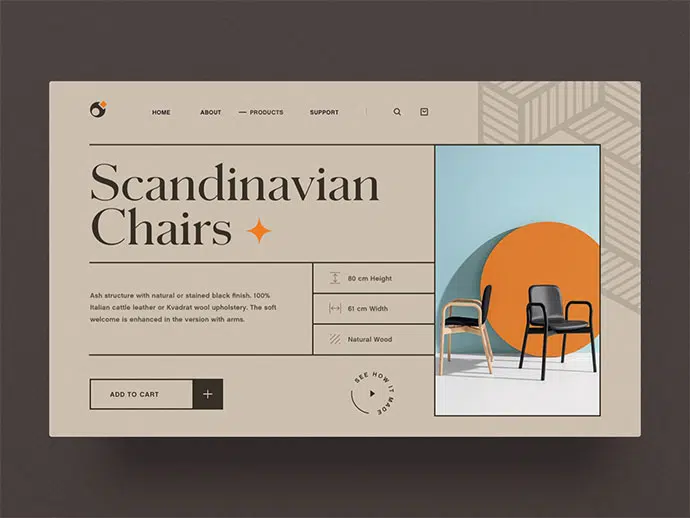 HOME ABOUT PRODUCTS SUPPORT
Scandinavian
Chairs
80 cm Height
Ash structure with natural or stained black finish. 100%
Italian cattle leather or Kvadrat wool upholstery. The soft
welcome is enhanced in the version with arms.
61 cm Width
Natural Wood
ADD TO CART
SEE HOW IT MADE